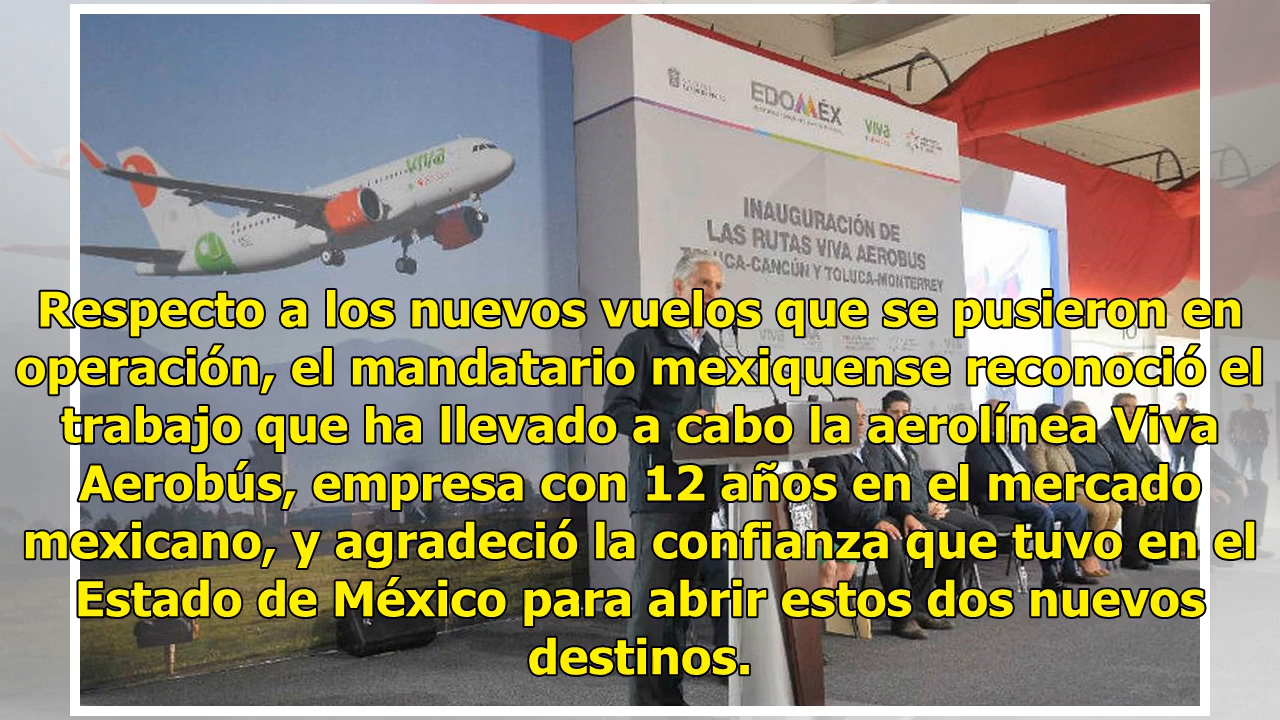 EDOMÉX
viva
INAUGURACIÓN DE
LAS RUTAS VIVA AEROBUS
TOLUCA-CANCÚN Y TOLUCA-MONTERREY
viva
Respecto a los nuevos vuelos que se pusieron en
operación, el mandatario mexiquense reconoció el
trabajo que ha llevado a cabo la aerolínea Viva
Aerobús, empresa con 12 años en el mercado
mexicano, y agradeció la confianza que tuvo en el
Estado de México para abrir estos dos nuevos
destinos.